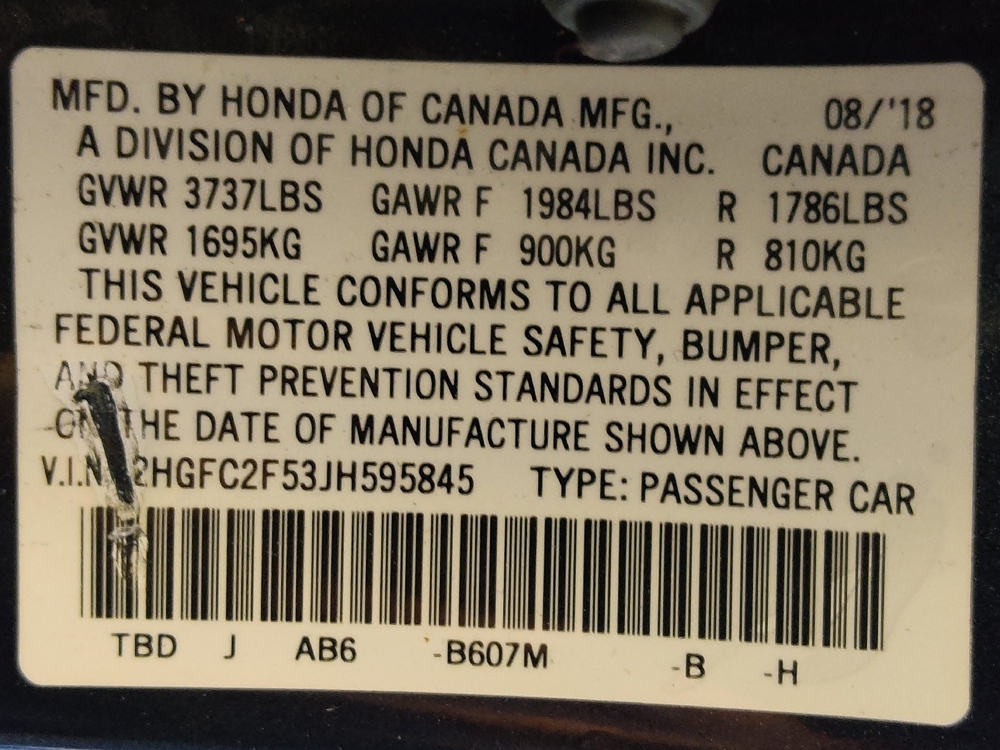 MFD. BY HONDA OF CANADA MFG., 08/'18
A DIVISION OF HONDA CANADA INC. CANADA
GVWR 3737LBS GAWR F 1984LBS R 1786LBS
GVWR 1695KG GAWR F 900KG R 810KG
THIS VEHICLE CONFORMS TO ALL APPLICABLE
FEDERAL MOTOR VEHICLE SAFETY, BUMPER,
AND THEFT PREVENTION STANDARDS IN EFFECT
ON THE DATE OF MANUFACTURE SHOWN ABOVE.
V.I.N. 2HGFC2F53JH595845 TYPE: PASSENGER CAR
TBD J AB6 -B607M -B -H